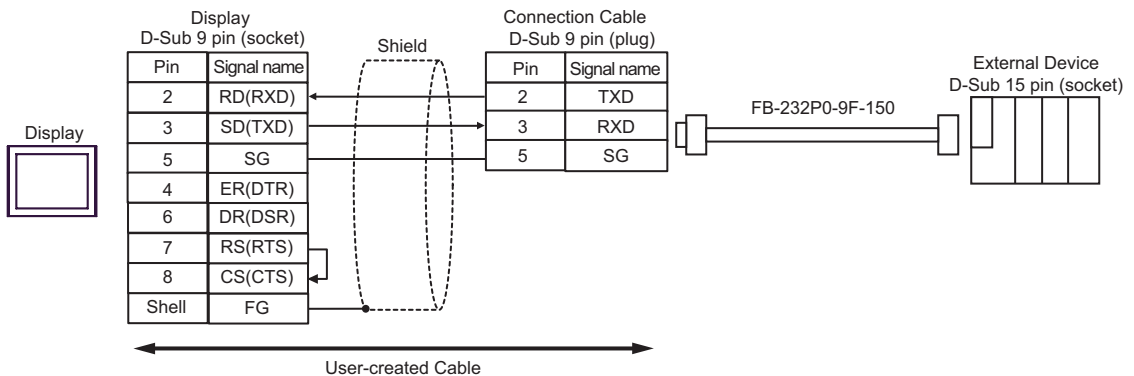 Display
D-Sub 9 pin (socket)
Shield
Connection Cable
D-Sub 9 pin (plug)
External Device
D-Sub 15 pin (socket)
Pin Signal name
Pin Signal name
2 RD(RXD)
2 TXD
3 SD(TXD)
3 RXD
5 SG
5 SG
4 ER(DTR)
6 DR(DSR)
7 RS(RTS)
8 CS(CTS)
Shell FG
FB-232P0-9F-150
Display
User-created Cable